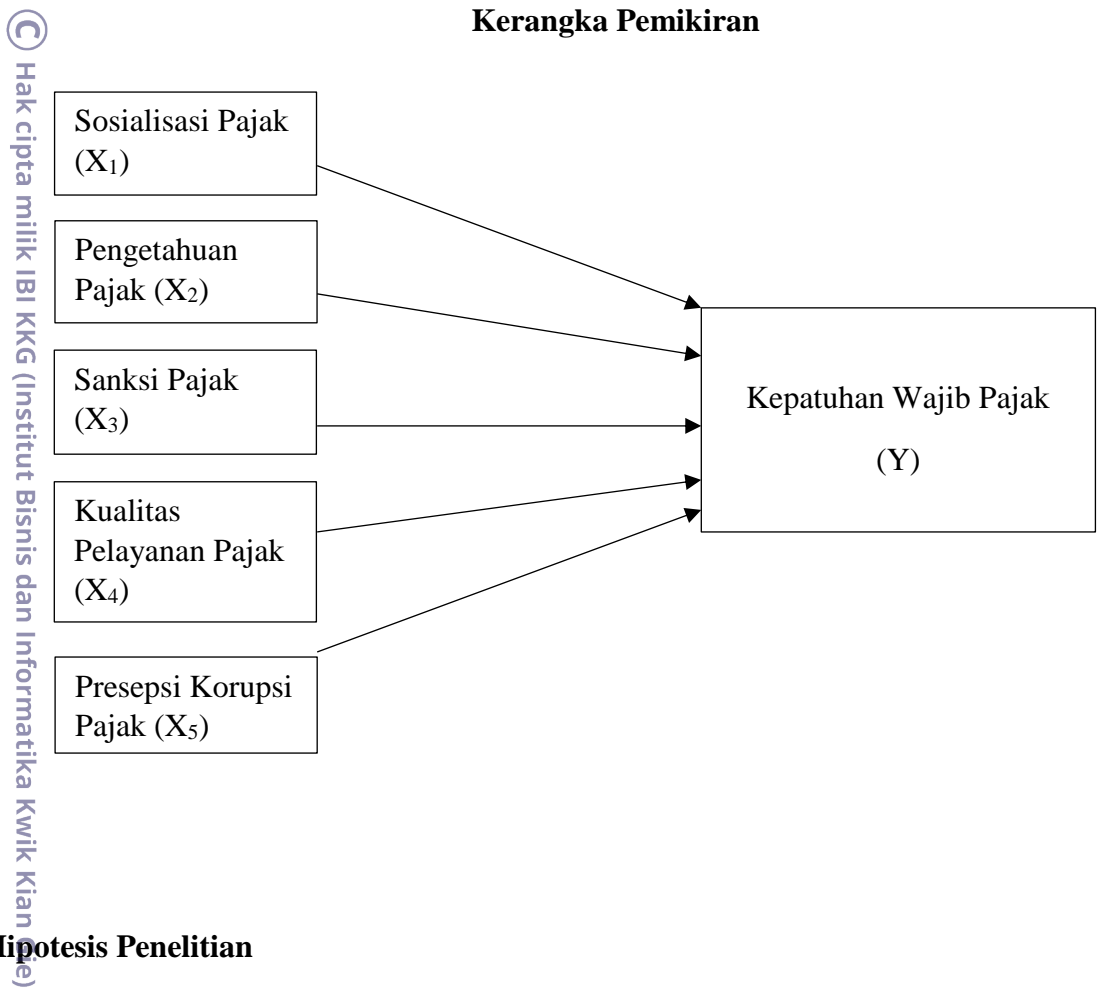 Kerangka Pemikiran
© Hak cipta milik IBI KKG (Institut Bisnis dan Informatika Kwik Kian Gie)
Sosialisasi Pajak
(X₁)
Pengetahuan
Pajak (X₂)
Sanksi Pajak
(X₃)
Kualitas
Pelayanan Pajak
(X₄)
Presepsi Korupsi
Pajak (X₅)
Kepatuhan Wajib Pajak
(Y)
Hipotesis Penelitian